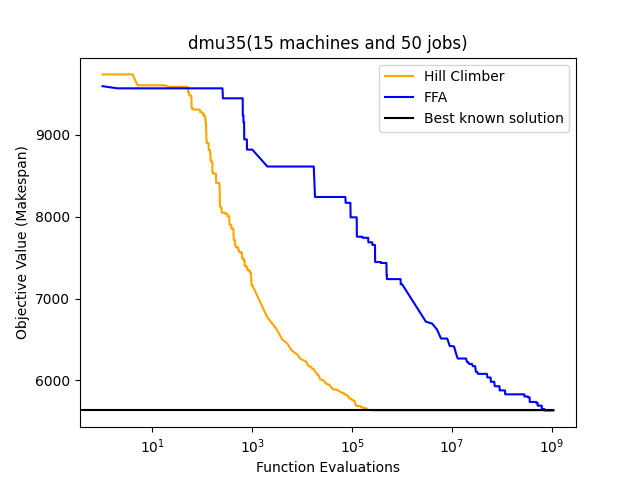 dmu35(15 machines and 50 jobs)
Hill Climber
FFA
Best known solution
Objective Value (Makespan)
9000
8000
7000
6000
10^1
10^3
10^5
10^7
10^9
Function Evaluations